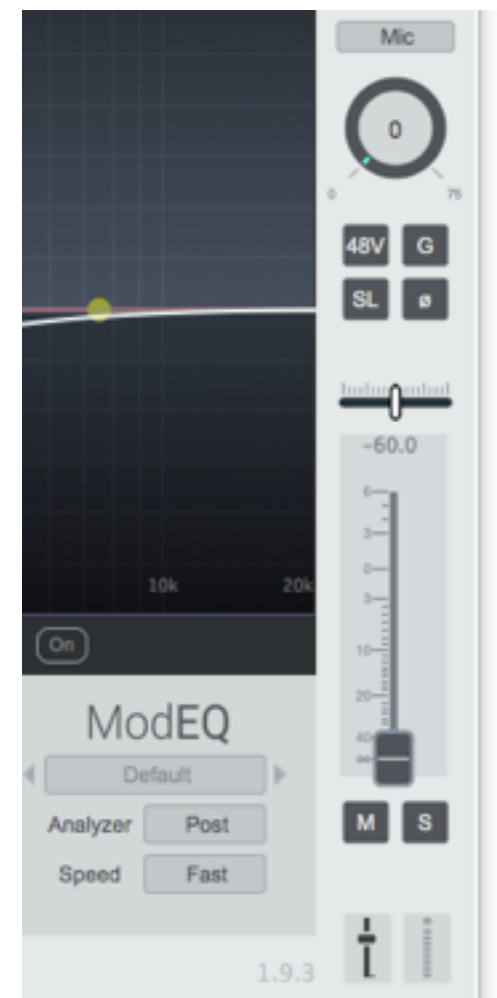 Mic
0
0 75
48V G
SL ø
-60.0
6
3
0
3
10
20
40
∞
10k 20k
On
ModEQ
Default
Analyzer Post
Speed Fast
M S
1.9.3